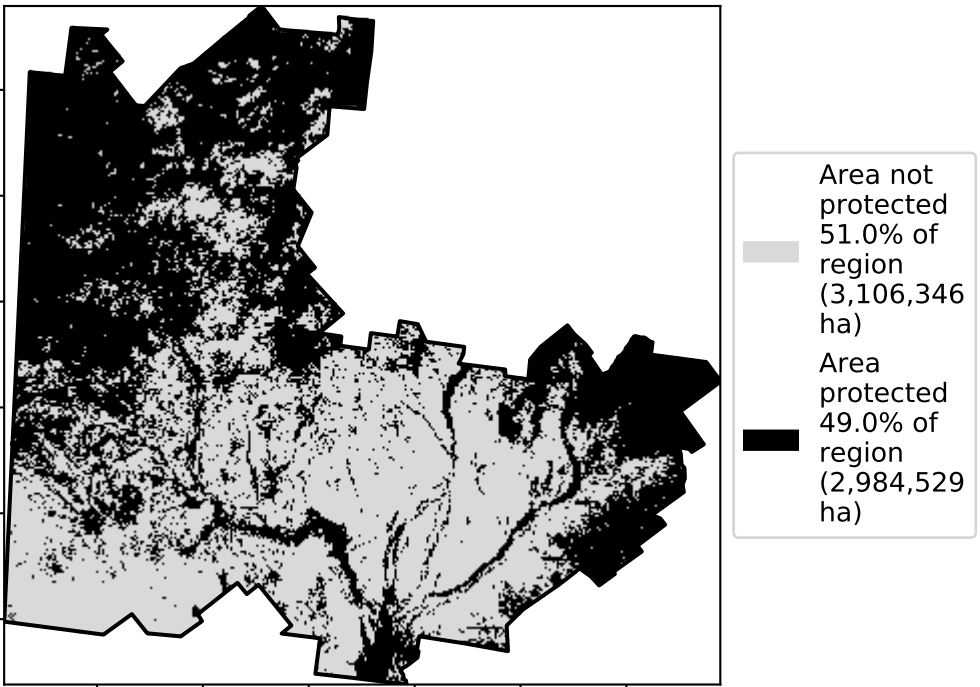 Area not
protected
51.0% of
region
(3,106,346
ha)
Area
protected
49.0% of
region
(2,984,529
ha)